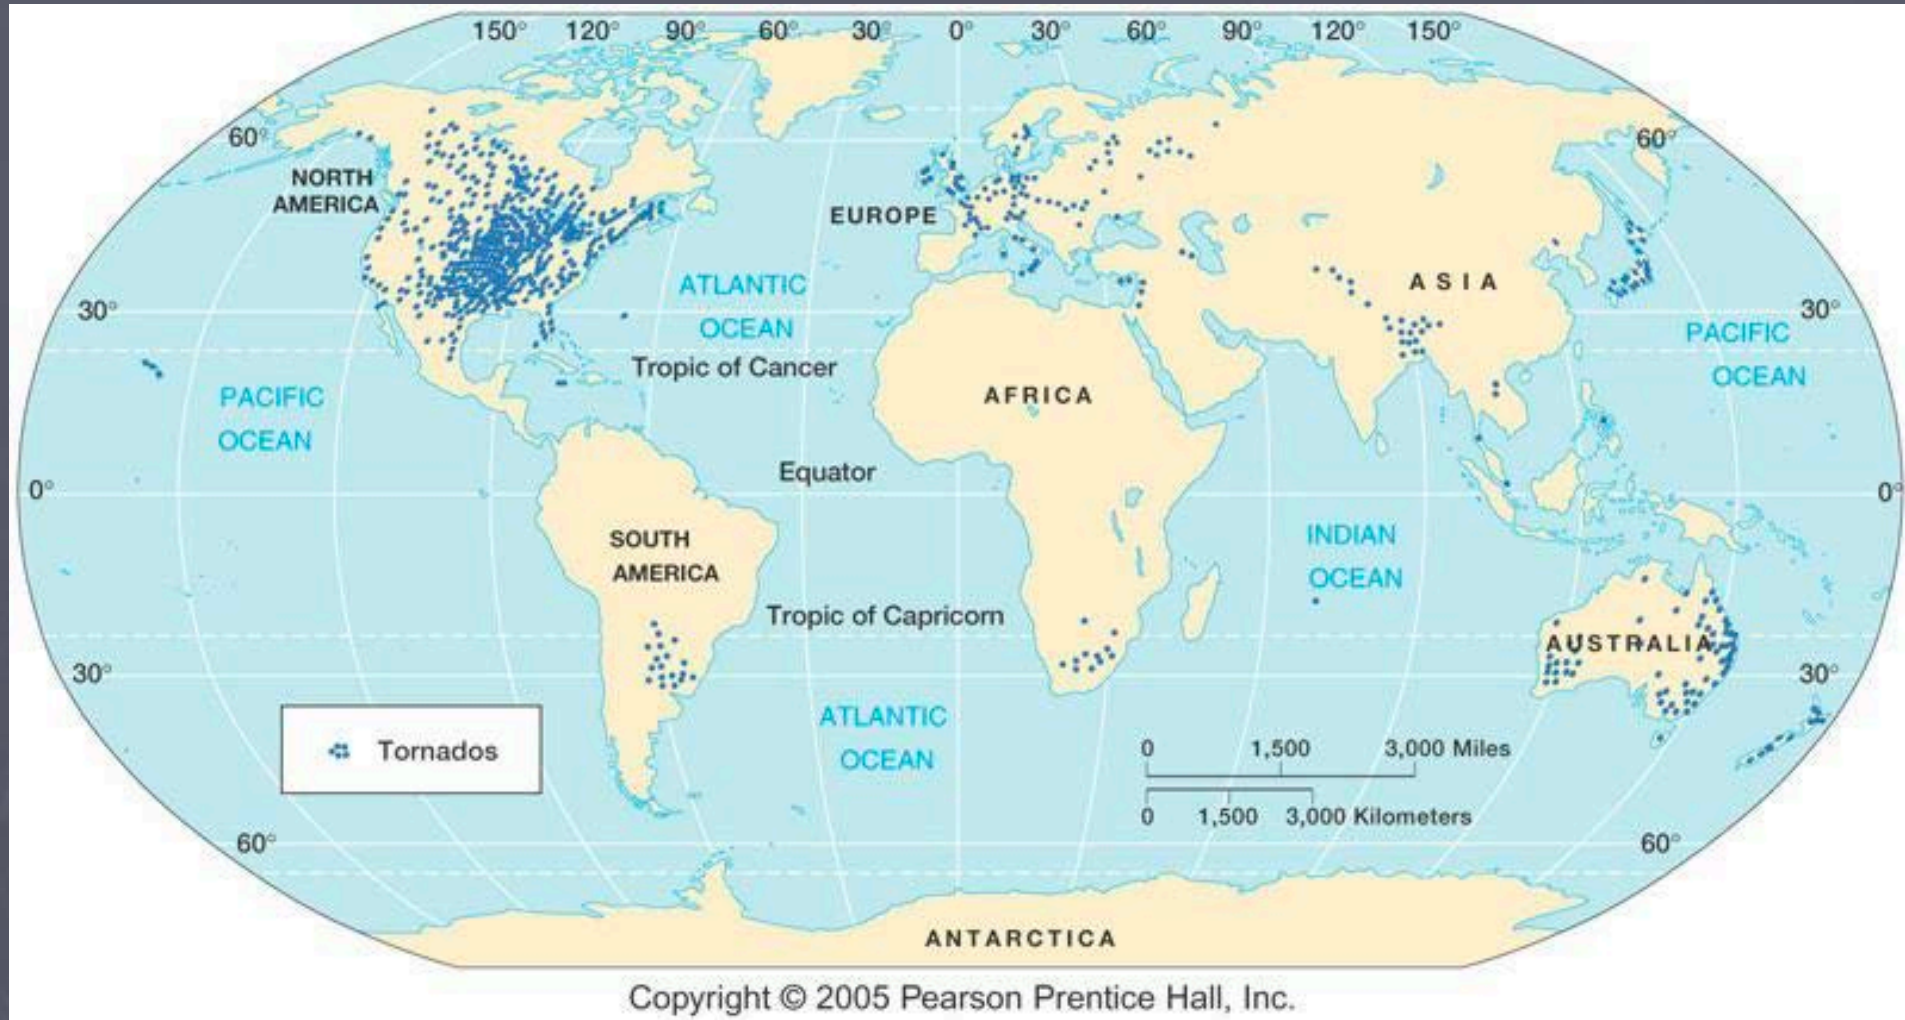 150° 120° 90° 60° 30° 0° 30° 60° 90° 120° 150°
60° 60°
NORTH
AMERICA
EUROPE
ASIA
ATLANTIC
OCEAN
30° 30°
PACIFIC
OCEAN
Tropic of Cancer
PACIFIC
OCEAN
AFRICA
Equator
0° 0°
SOUTH
AMERICA
INDIAN
OCEAN
Tropic of Capricorn
AUSTRALIA
30° 30°
ATLANTIC
OCEAN
Tornados
0 1,500 3,000 Miles
0 1,500 3,000 Kilometers
60° 60°
ANTARCTICA
Copyright © 2005 Pearson Prentice Hall, Inc.